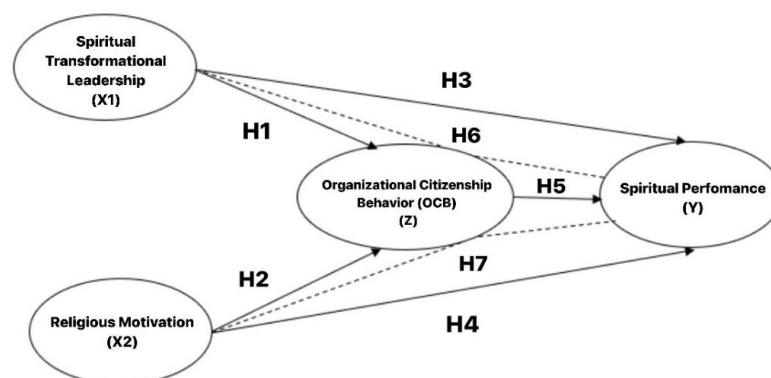 Spiritual
Transformational
Leadership
(X1)
H3
H1
H6
Organizational Citizenship
Behavior (OCB)
(Z)
H5
Spiritual Perfomance
(Y)
H2
H7
Religious Motivation
(X2)
H4